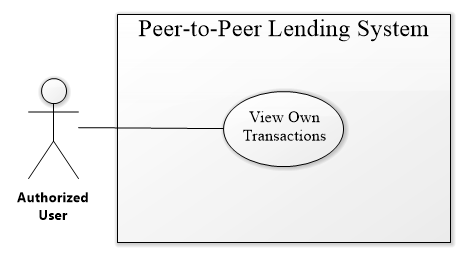 Peer-to-Peer Lending System
View Own
Transactions
Authorized
User